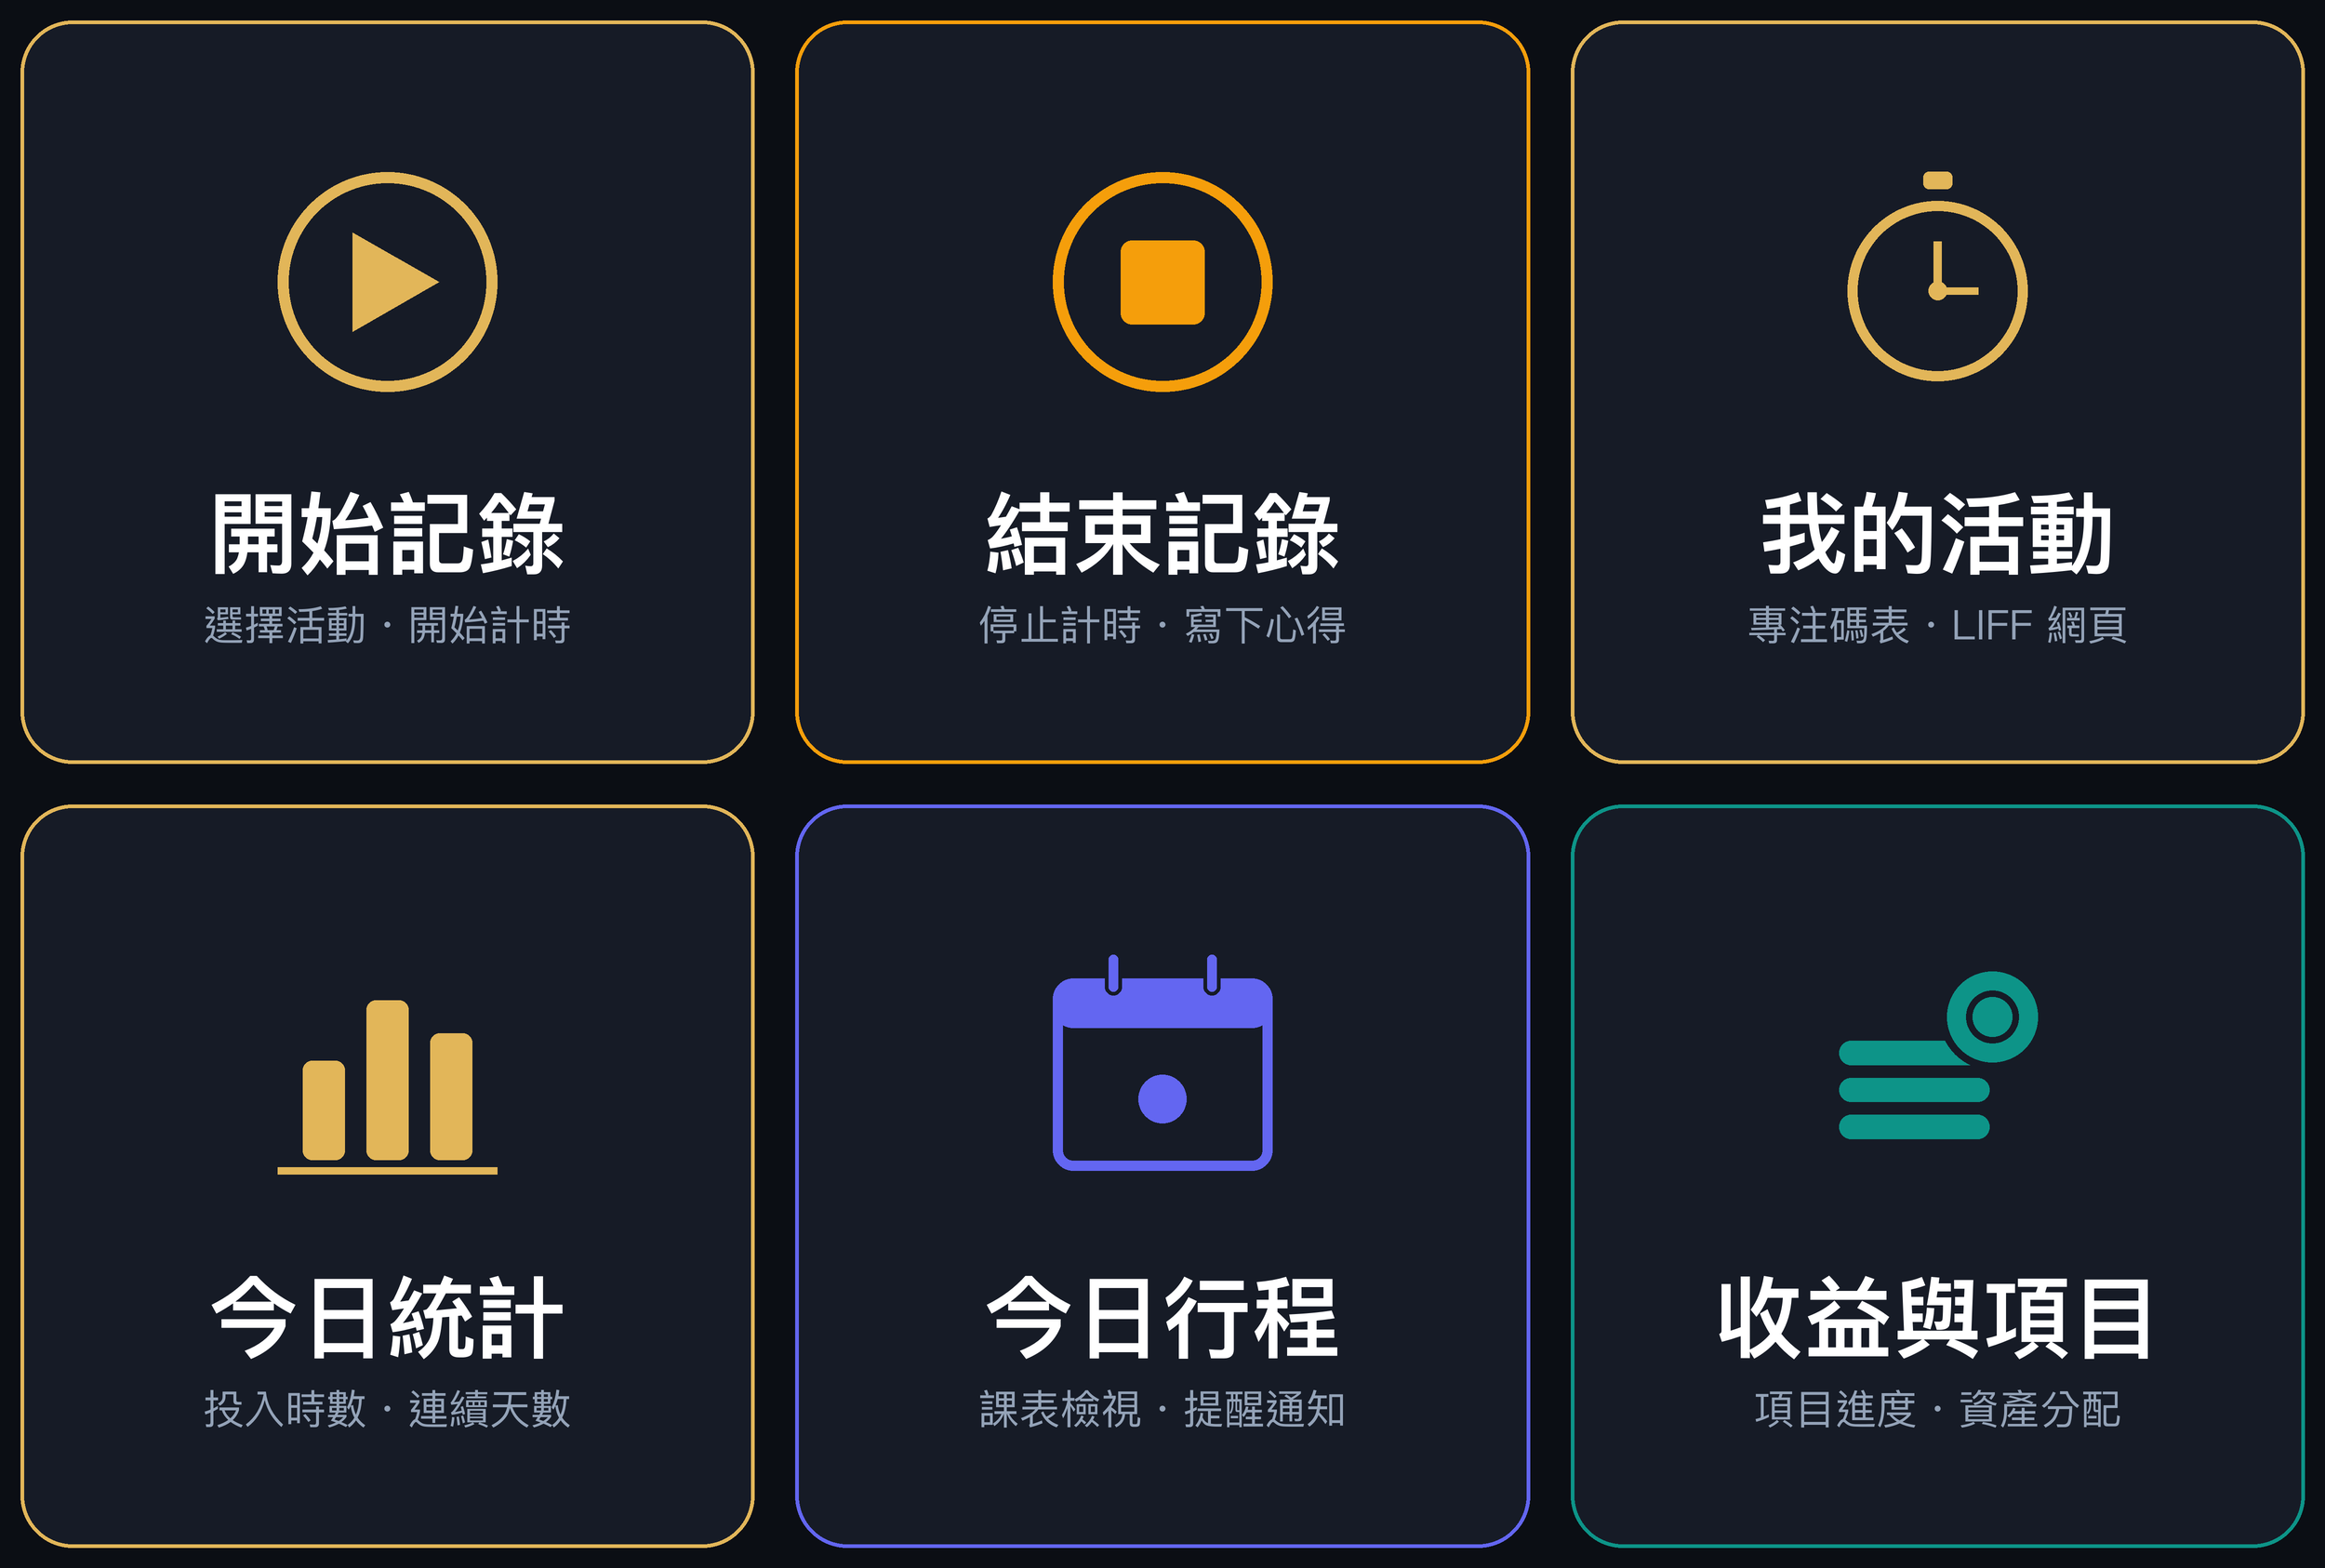 開始記錄
選擇活動 · 開始計時
結束記錄
停止計時 · 寫下心得
我的活動
專注碼表 · LIFF 網頁
今日統計
投入時數 · 連續天數
今日行程
課表檢視 · 提醒通知
收益與項目
項目進度 · 資產分配